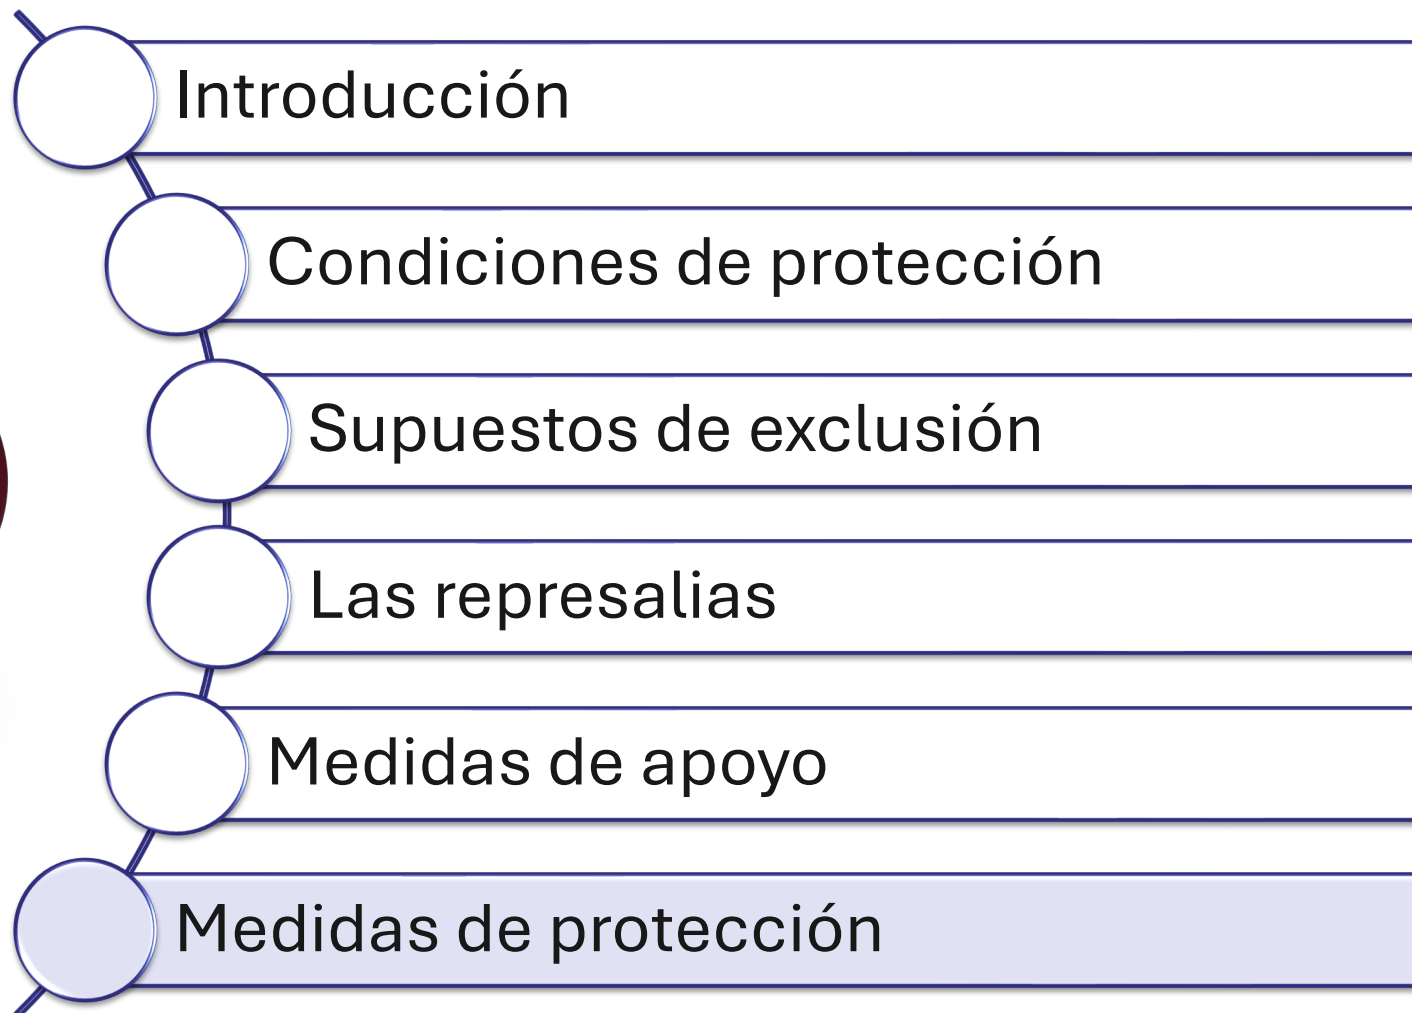 Introducción
Condiciones de protección
Supuestos de exclusión
Las represalias
Medidas de apoyo
Medidas de protección